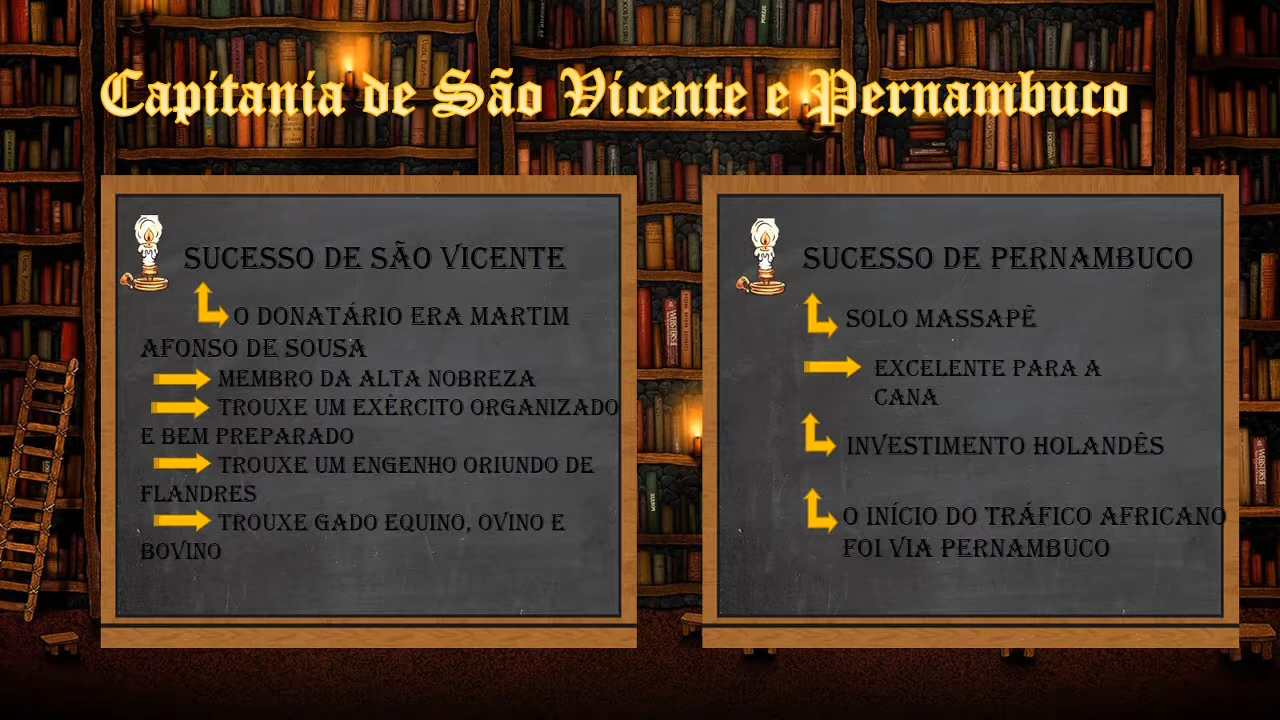 Capitania de São Vicente e Pernambuco
SUCESSO DE SÃO VICENTE
O DONATÁRIO ERA MARTIM
AFONSO DE SOUSA
MEMBRO DA ALTA NOBREZA
TROUXE UM EXÉRCITO ORGANIZADO
E BEM PREPARADO
TROUXE UM ENGENHO ORIUNDO DE
FLANDRES
TROUXE GADO EQUINO, OVINO E
BOVINO
SUCESSO DE PERNAMBUCO
SOLO MASSAPÊ
EXCELENTE PARA A
CANA
INVESTIMENTO HOLANDÊS
O INÍCIO DO TRÁFICO AFRICANO
FOI VIA PERNAMBUCO